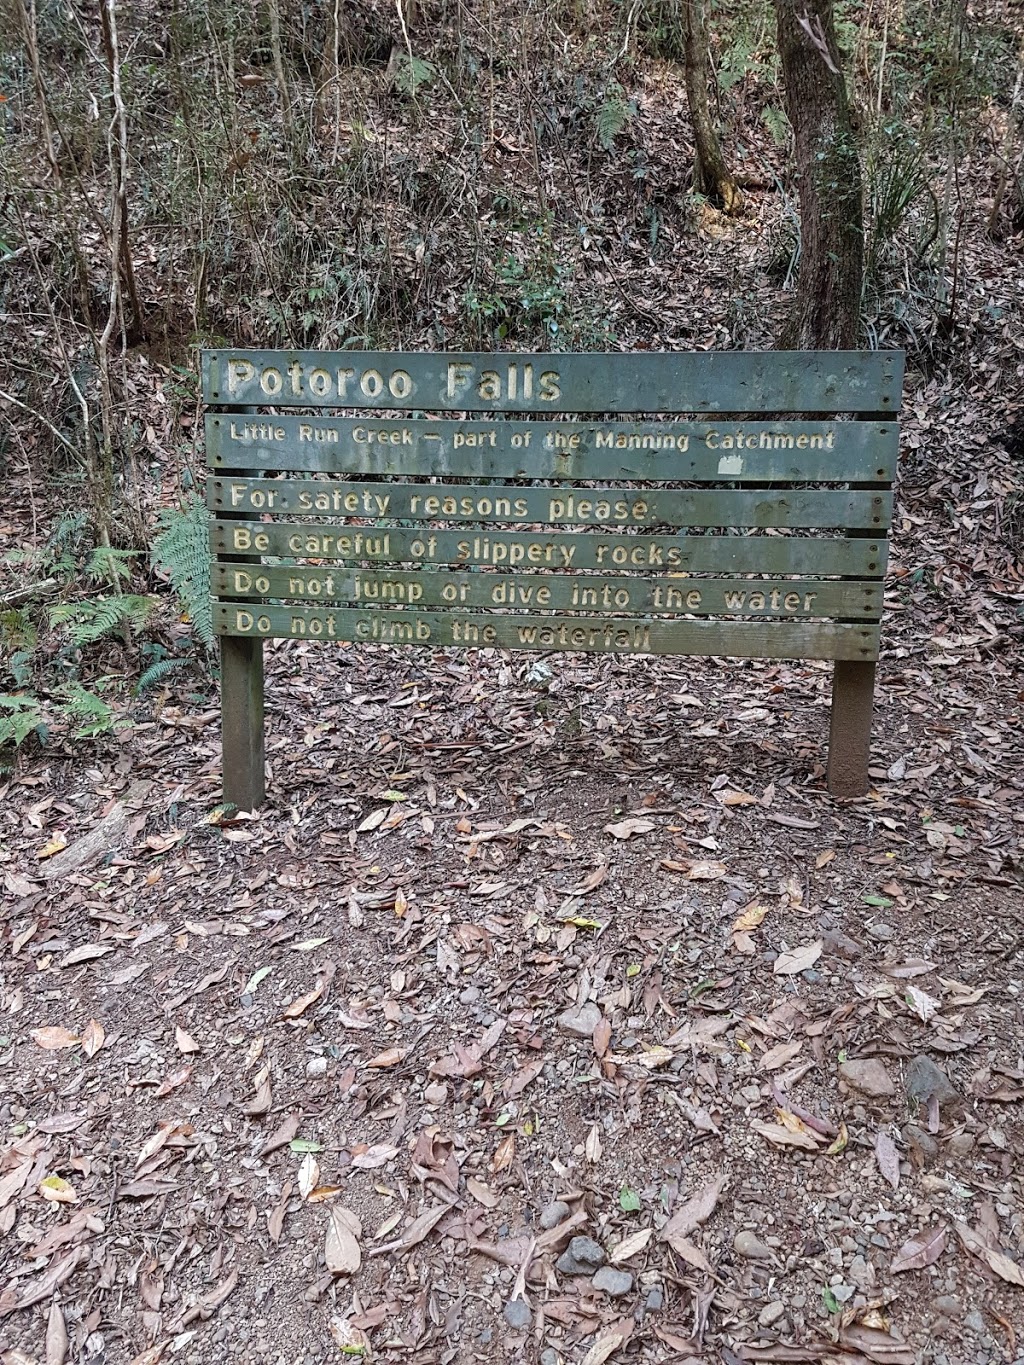 Potoroo Falls
Little Run Creek – part of the Manning Catchment
For safety reasons please:
Be careful of slippery rocks
Do not jump or dive into the water
Do not climb the waterfall